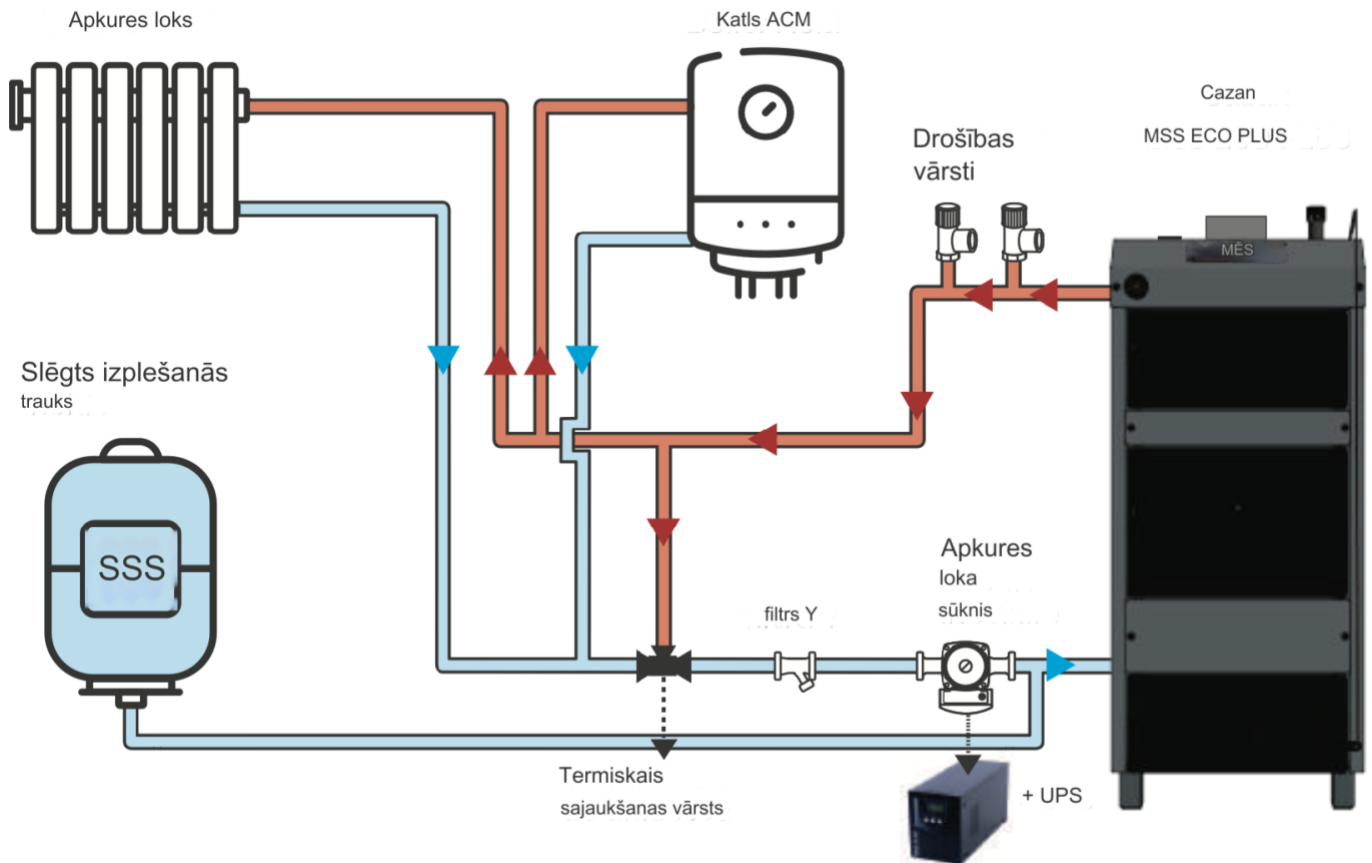 Apkures loks
Katls ACM
Cazan
MSS ECO PLUS
Drošības
vārsti
MĒS
Slēgts izplešanās
trauks
SSS
Apkures
loka
sūknis
filtrs Y
Termiskais
sajaukšanas vārsts
+ UPS